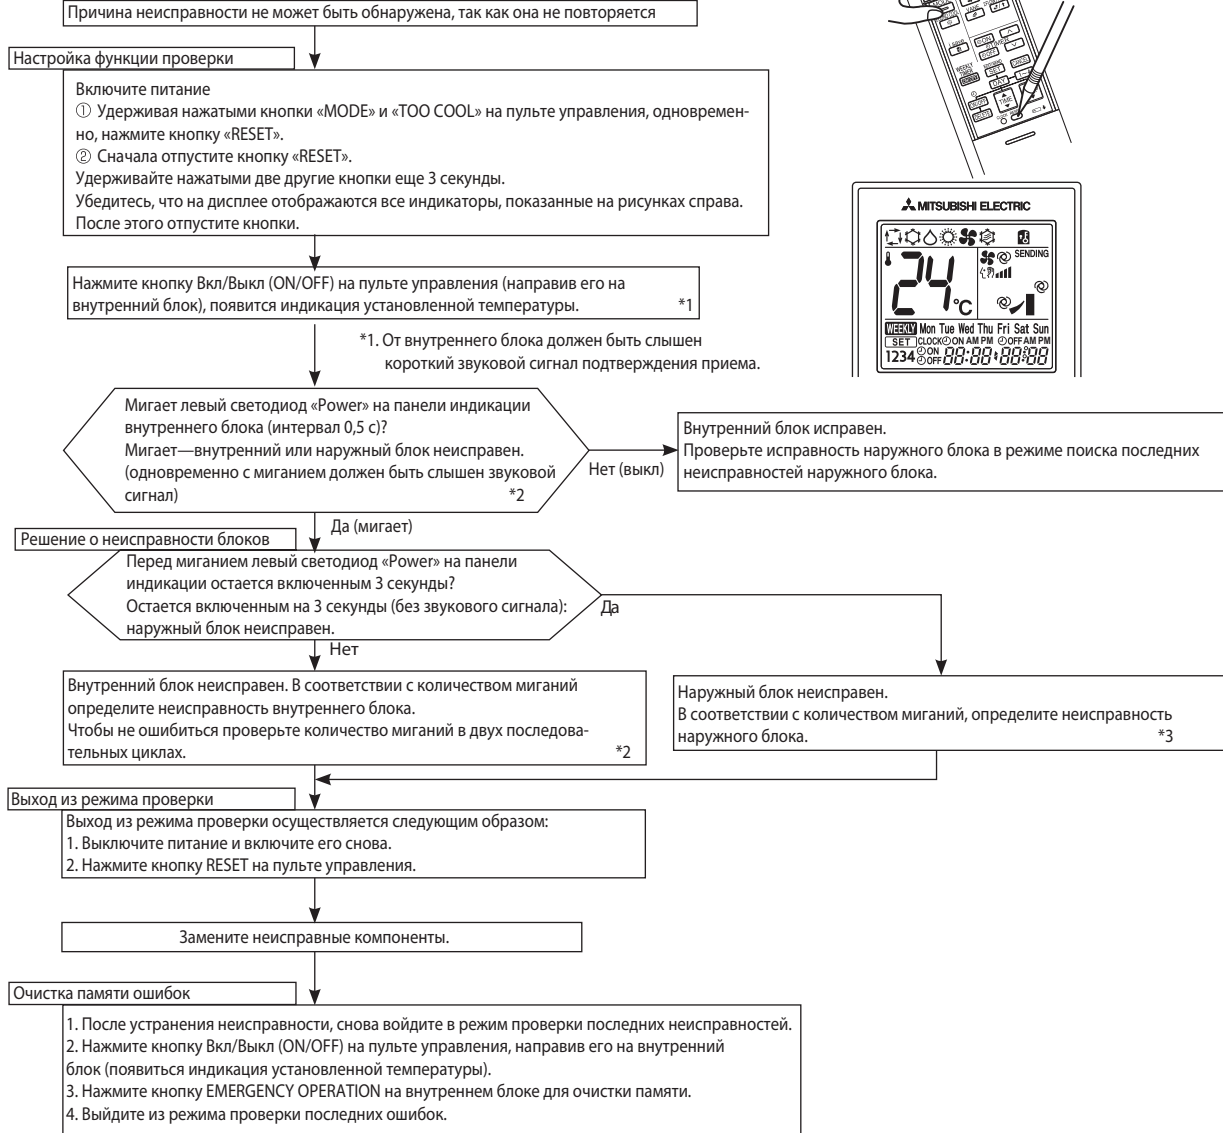 Причина неисправности не может быть обнаружена, так как она не повторяется
Настройка функции проверки
Включите питание
① Удерживая нажатыми кнопки «MODE» и «TOO COOL» на пульте управления, одновремен-
но, нажмите кнопку «RESET».
② Сначала отпустите кнопку «RESET».
Удерживайте нажатыми две другие кнопки еще 3 секунды.
Убедитесь, что на дисплее отображаются все индикаторы, показанные на рисунках справа.
После этого отпустите кнопки.
Нажмите кнопку Вкл/Выкл (ON/OFF) на пульте управления (направив его на
внутренний блок), появится индикация установленной температуры. *1
*1. От внутреннего блока должен быть слышен
короткий звуковой сигнал подтверждения приема.
ON
OFF
SET
CANCEL
DAY
TIME
DELETE
MITSUBISHI ELECTRIC
SENDING
24°C
WEEKLY Mon Tue Wed Thu Fri Sat Sun
SET CLOCK ON AM PM OFF AM PM
1234 ON OFF 88:88 88:88
Мигает левый светодиод «Power» на панели индикации
внутреннего блока (интервал 0,5 с)?
Мигает—внутренний или наружный блок неисправен.
(одновременно с миганием должен быть слышен звуковой
сигнал) *2
Нет (выкл)
Внутренний блок исправен.
Проверьте исправность наружного блока в режиме поиска последних
неисправностей наружного блока.
Да (мигает)
Решение о неисправности блоков
Перед миганием левый светодиод «Power» на панели
индикации остается включенным 3 секунды?
Остается включенным на 3 секунды (без звукового сигнала):
наружный блок неисправен.
Да
Нет
Внутренний блок неисправен. В соответствии с количеством миганий
определите неисправность внутреннего блока.
Чтобы не ошибиться проверьте количество миганий в двух последова-
тельных циклах. *2
Наружный блок неисправен.
В соответствии с количеством миганий, определите неисправность
наружного блока. *3
Выход из режима проверки
Выход из режима проверки осуществляется следующим образом:
1. Выключите питание и включите его снова.
2. Нажмите кнопку RESET на пульте управления.
Замените неисправные компоненты.
Очистка памяти ошибок
1. После устранения неисправности, снова войдите в режим проверки последних неисправностей.
2. Нажмите кнопку Вкл/Выкл (ON/OFF) на пульте управления, направив его на внутренний
блок (появиться индикация установленной температуры).
3. Нажмите кнопку EMERGENCY OPERATION на внутреннем блоке для очистки памяти.
4. Выйдите из режима проверки последних ошибок.